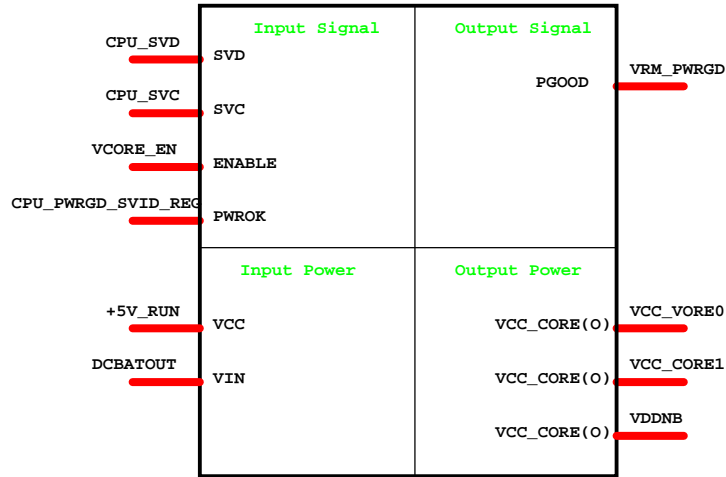 Input Signal
Output Signal
CPU_SVD
SVD
VRM_PWRGD
PGOOD
CPU_SVC
SVC
VCORE_EN
ENABLE
CPU_PWRGD_SVID_REG
PWROK
Input Power
Output Power
+5V_RUN
VCC
VCC_CORE(O)
VCC_VORE0
DCBATOUT
VIN
VCC_CORE(O)
VCC_CORE1
VCC_CORE(O)
VDDNB